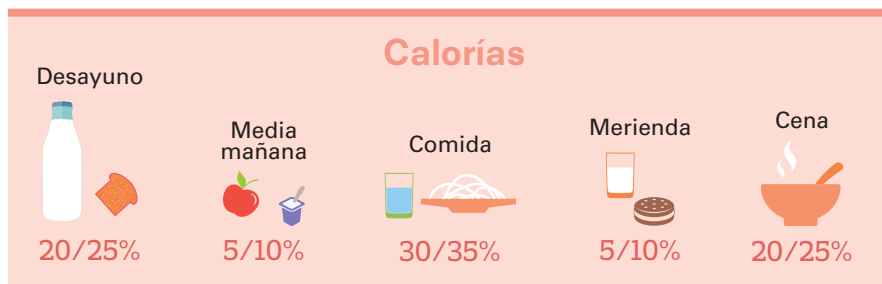 Calorías
Desayuno
20/25%
Media
mañana
5/10%
Comida
30/35%
Merienda
5/10%
Cena
20/25%